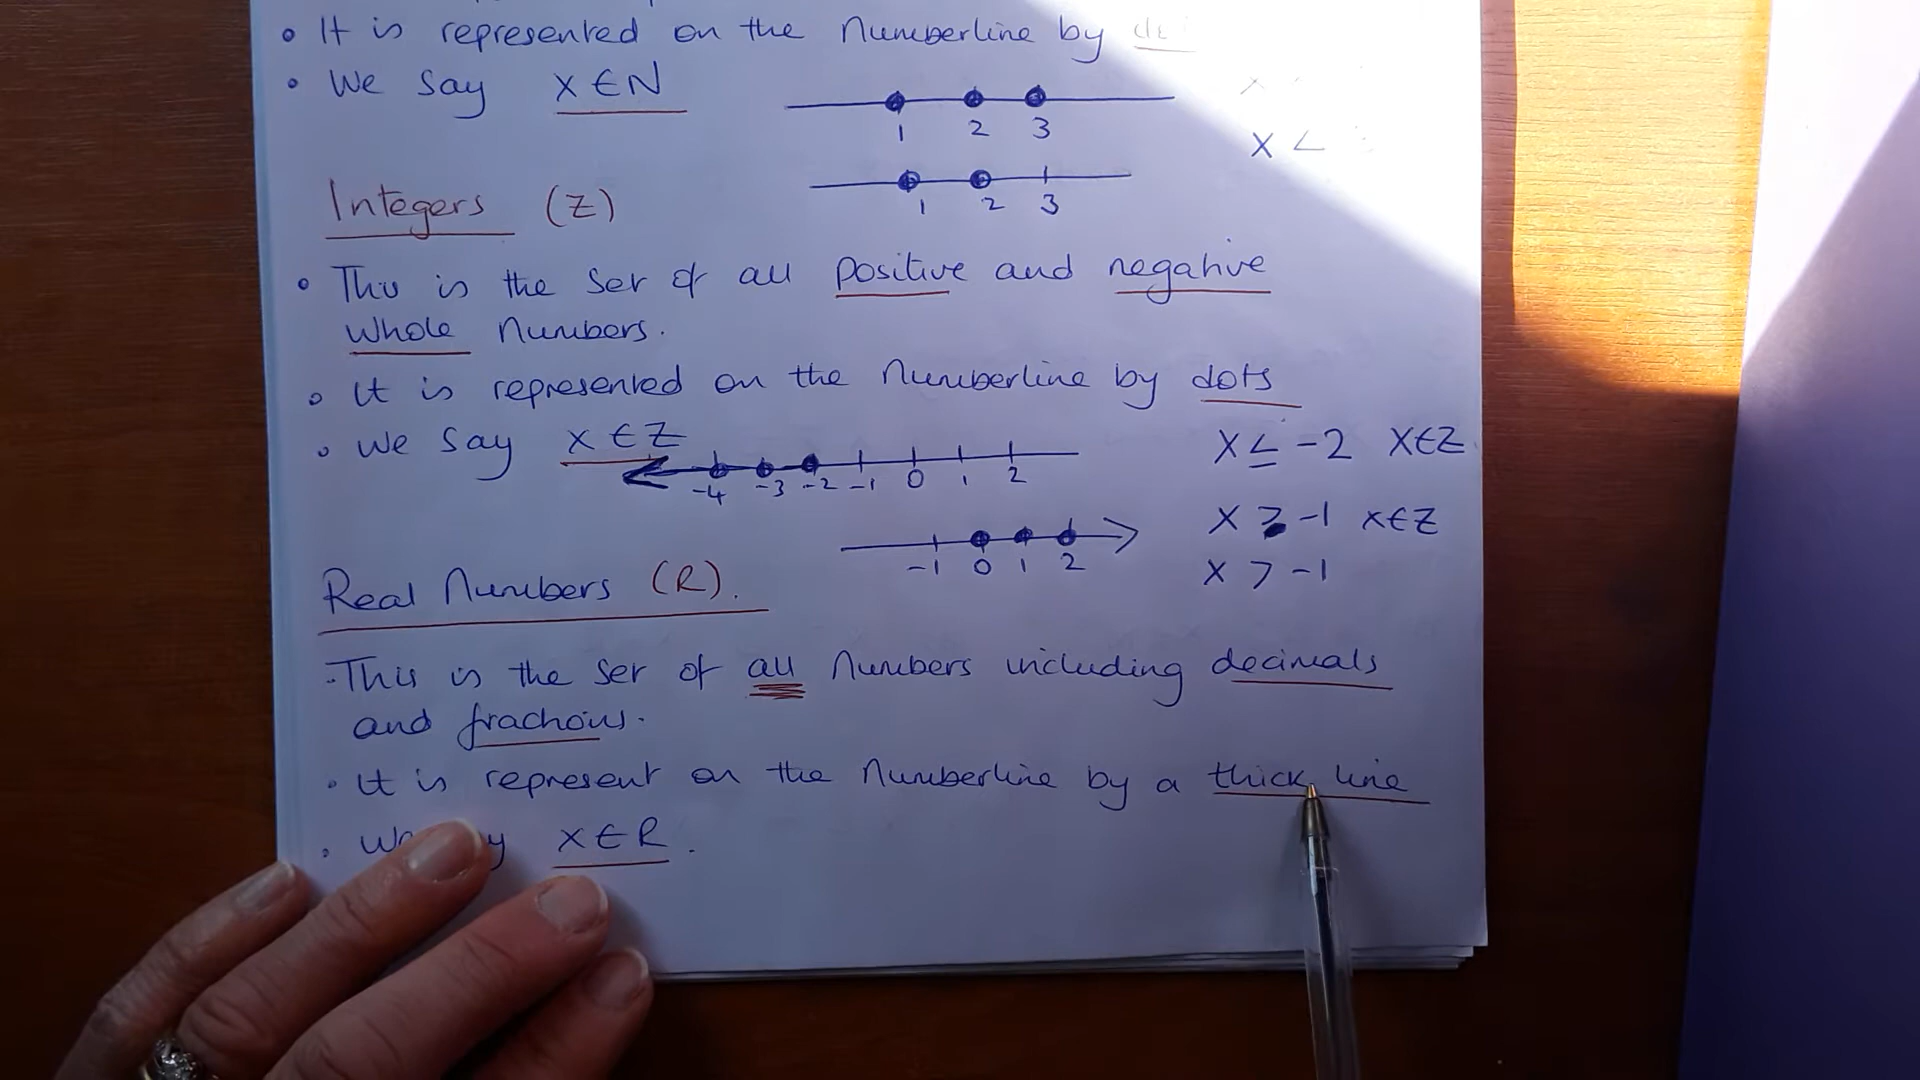 • It is represented on the Numberline by
• We say X ∈ N
1 2 3
X <
1 2 3
Integers (Z)
• This is the set of all positive and negative
whole numbers.
• It is represented on the Numberline by dots
• We say X ∈ Z
X ≤ -2 X∈Z
-4 -3 -2 -1 0 1 2
X ≥ -1 X∈Z
-1 0 1 2
X > -1
Real Numbers (R).
· This is the set of all numbers including decimals
and fractions.
· It is represent on the Numberline by a thick line
· X ∈ R.